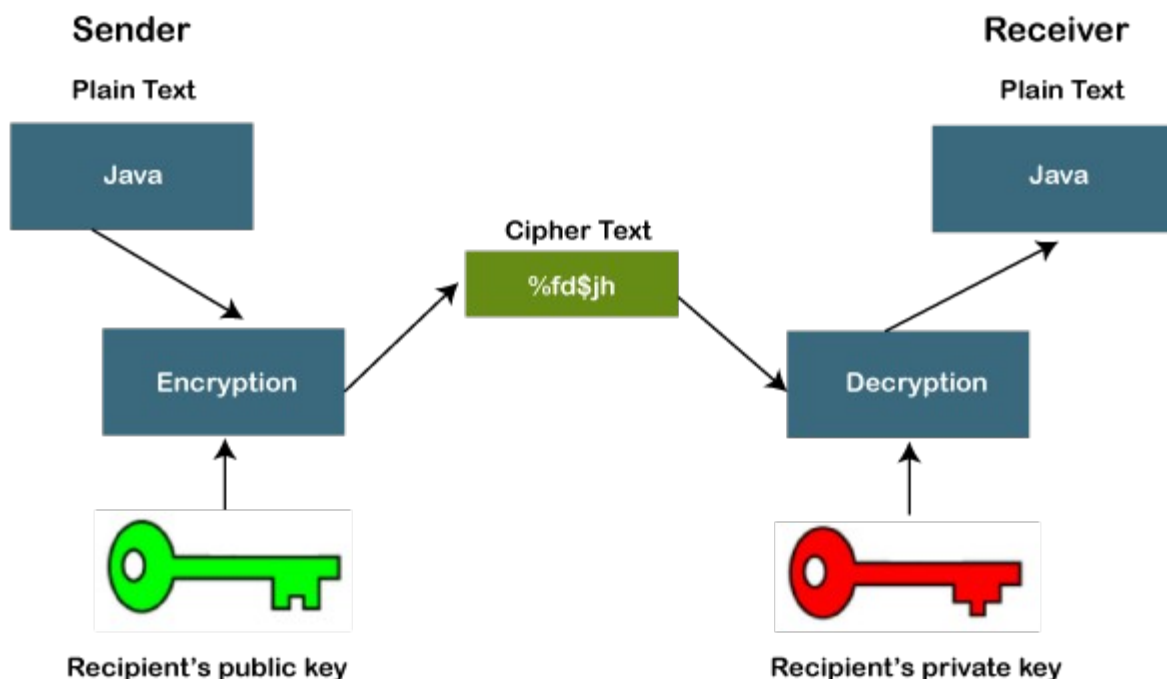 Sender
Receiver
Plain Text
Plain Text
Java
Java
Cipher Text
%fd$jh
Encryption
Decryption
Recipient's public key
Recipient's private key